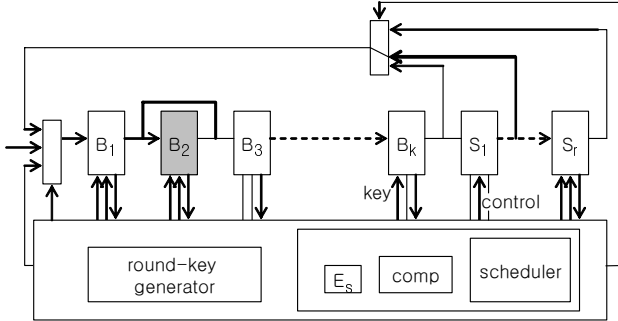 B1 B2 B3 Bk S1 Sr
key control
round-key
generator
Es comp scheduler